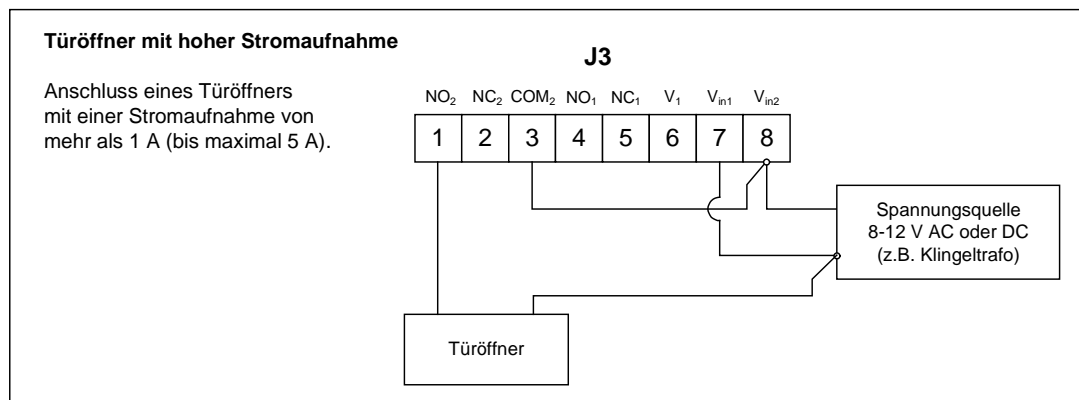 Türöffner mit hoher Stromaufnahme
Anschluss eines Türöffners
mit einer Stromaufnahme von
mehr als 1 A (bis maximal 5 A).
J3
NO₂ NC₂ COM₂ NO₁ NC₁ V₁ Vin1 Vin2
1 2 3 4 5 6 7 8
Spannungsquelle
8-12 V AC oder DC
(z.B. Klingeltrafo)
Türöffner